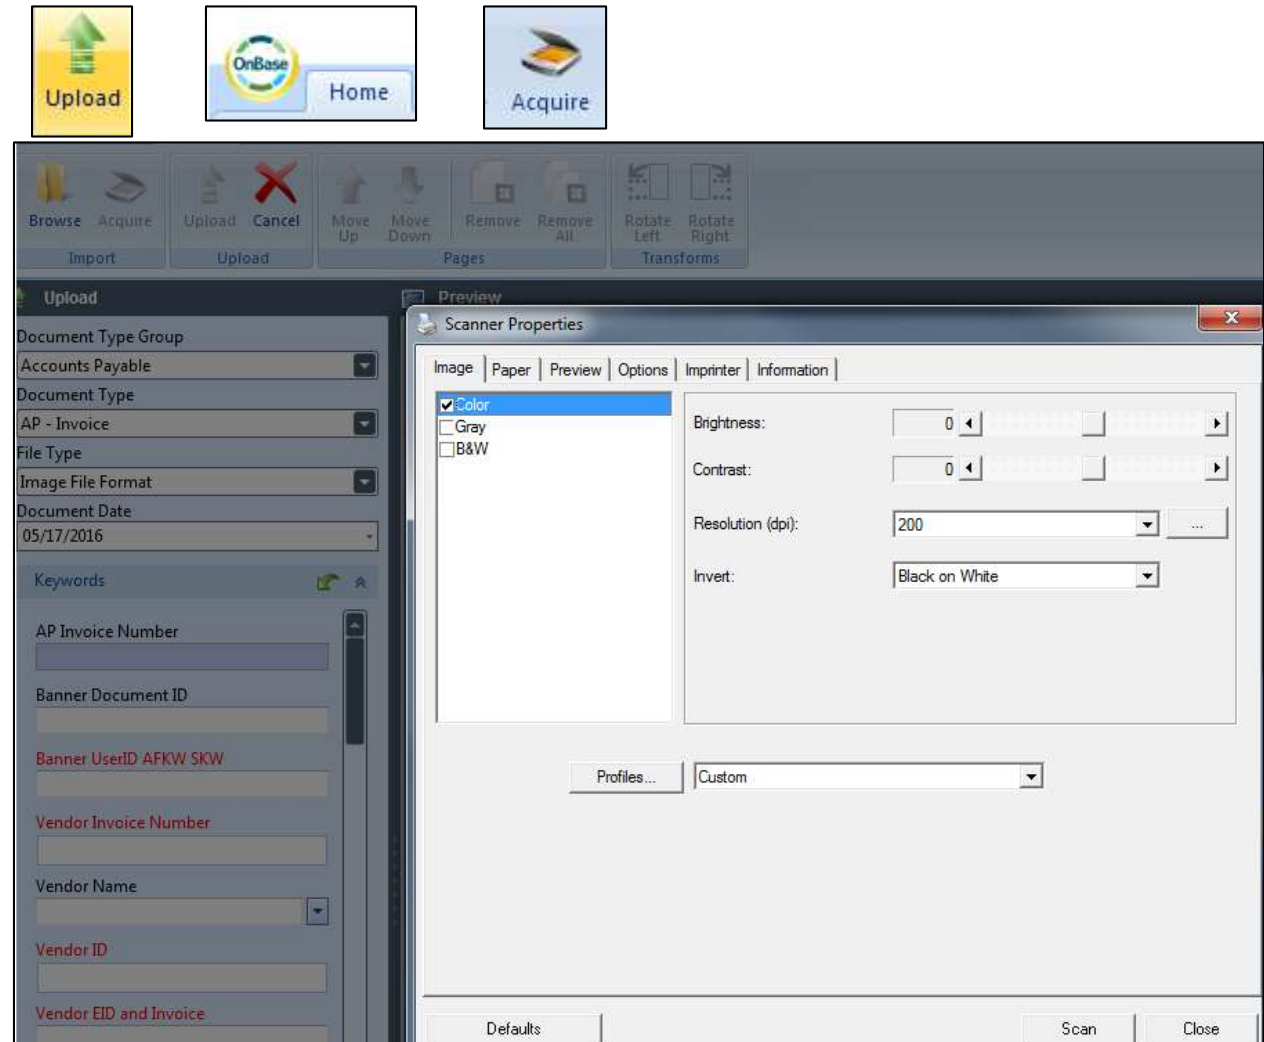 Upload
OnBase
Home
Acquire
Browse Acquire Upload Cancel Move Up Move Down Remove Remove All Rotate Left Rotate Right
Import Upload Pages Transforms
Upload
Preview
Document Type Group
Accounts Payable
Document Type
AP - Invoice
File Type
Image File Format
Document Date
05/17/2016
Keywords
AP Invoice Number
Banner Document ID
Banner UserID AFKW SKW
Vendor Invoice Number
Vendor Name
Vendor ID
Vendor EID and Invoice
Scanner Properties
Image Paper Preview Options Imprinter Information
Color
Gray
B&W
Brightness: 0
Contrast: 0
Resolution (dpi): 200 ...
Invert: Black on White
Profiles... Custom
Defaults Scan Close